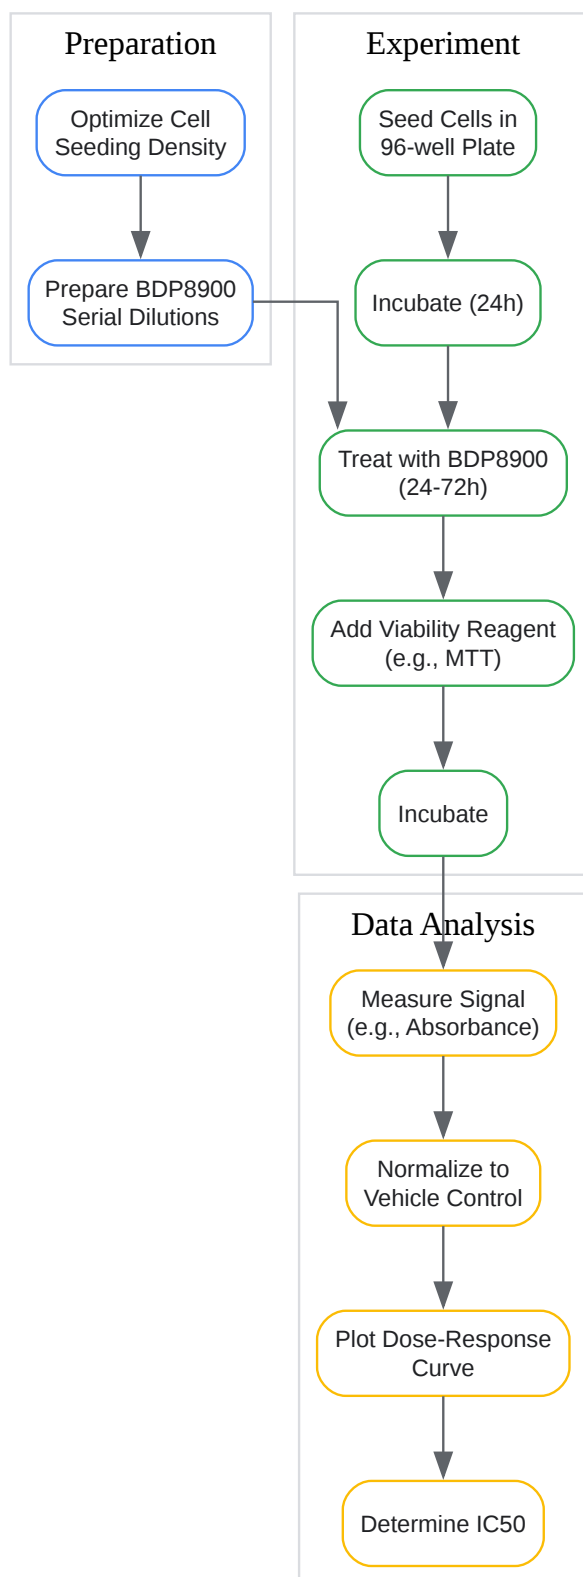 Preparation
Optimize Cell
Seeding Density
Prepare BDP8900
Serial Dilutions
Experiment
Seed Cells in
96-well Plate
Incubate (24h)
Treat with BDP8900
(24-72h)
Add Viability Reagent
(e.g., MTT)
Incubate
Data Analysis
Measure Signal
(e.g., Absorbance)
Normalize to
Vehicle Control
Plot Dose-Response
Curve
Determine IC50